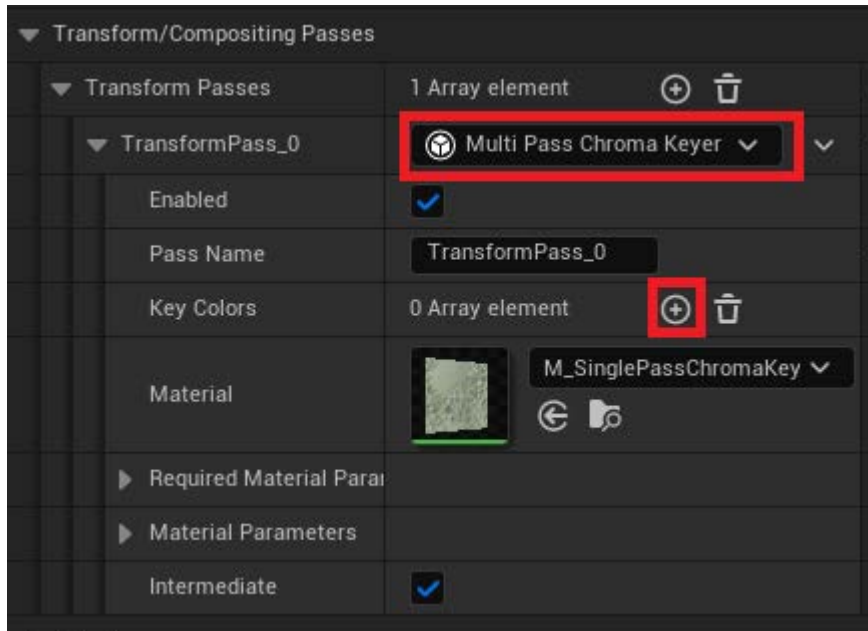 Transform/Compositing Passes
Transform Passes 1 Array element
TransformPass_0 Multi Pass Chroma Keyer
Enabled
Pass Name TransformPass_0
Key Colors 0 Array element
Material M_SinglePassChromaKey
Required Material Para
Material Parameters
Intermediate